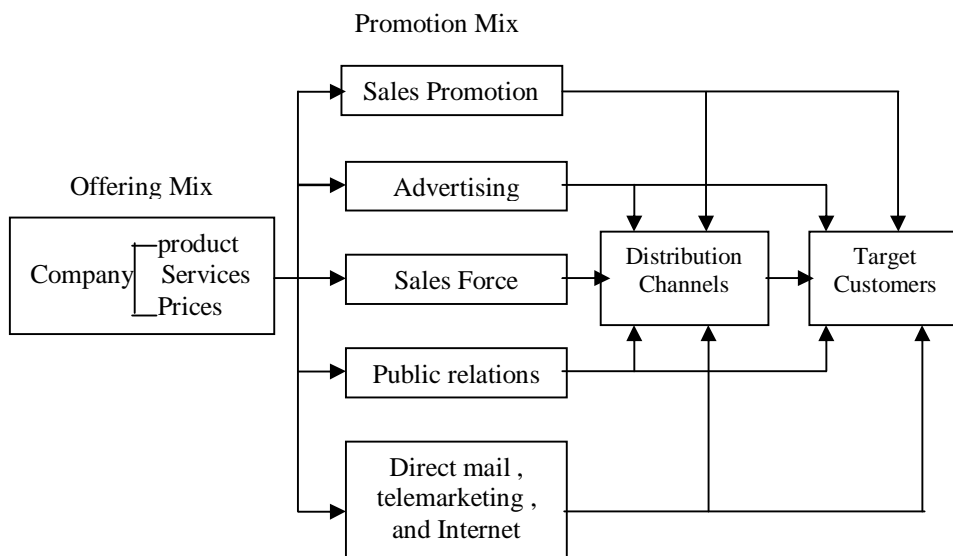 Promotion Mix
Sales Promotion
Offering Mix
Advertising
Company
product
Services
Prices
Sales Force
Distribution
Channels
Target
Customers
Public relations
Direct mail ,
telemarketing ,
and Internet